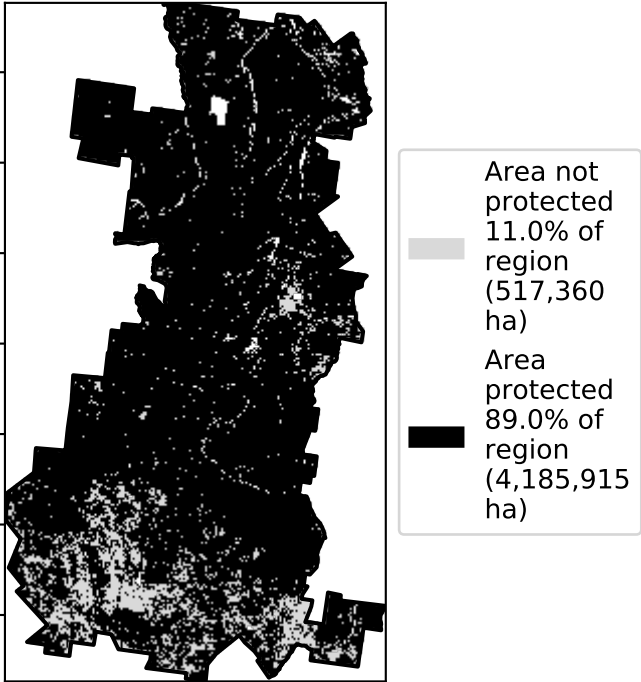 Area not
protected
11.0% of
region
(517,360
ha)
Area
protected
89.0% of
region
(4,185,915
ha)